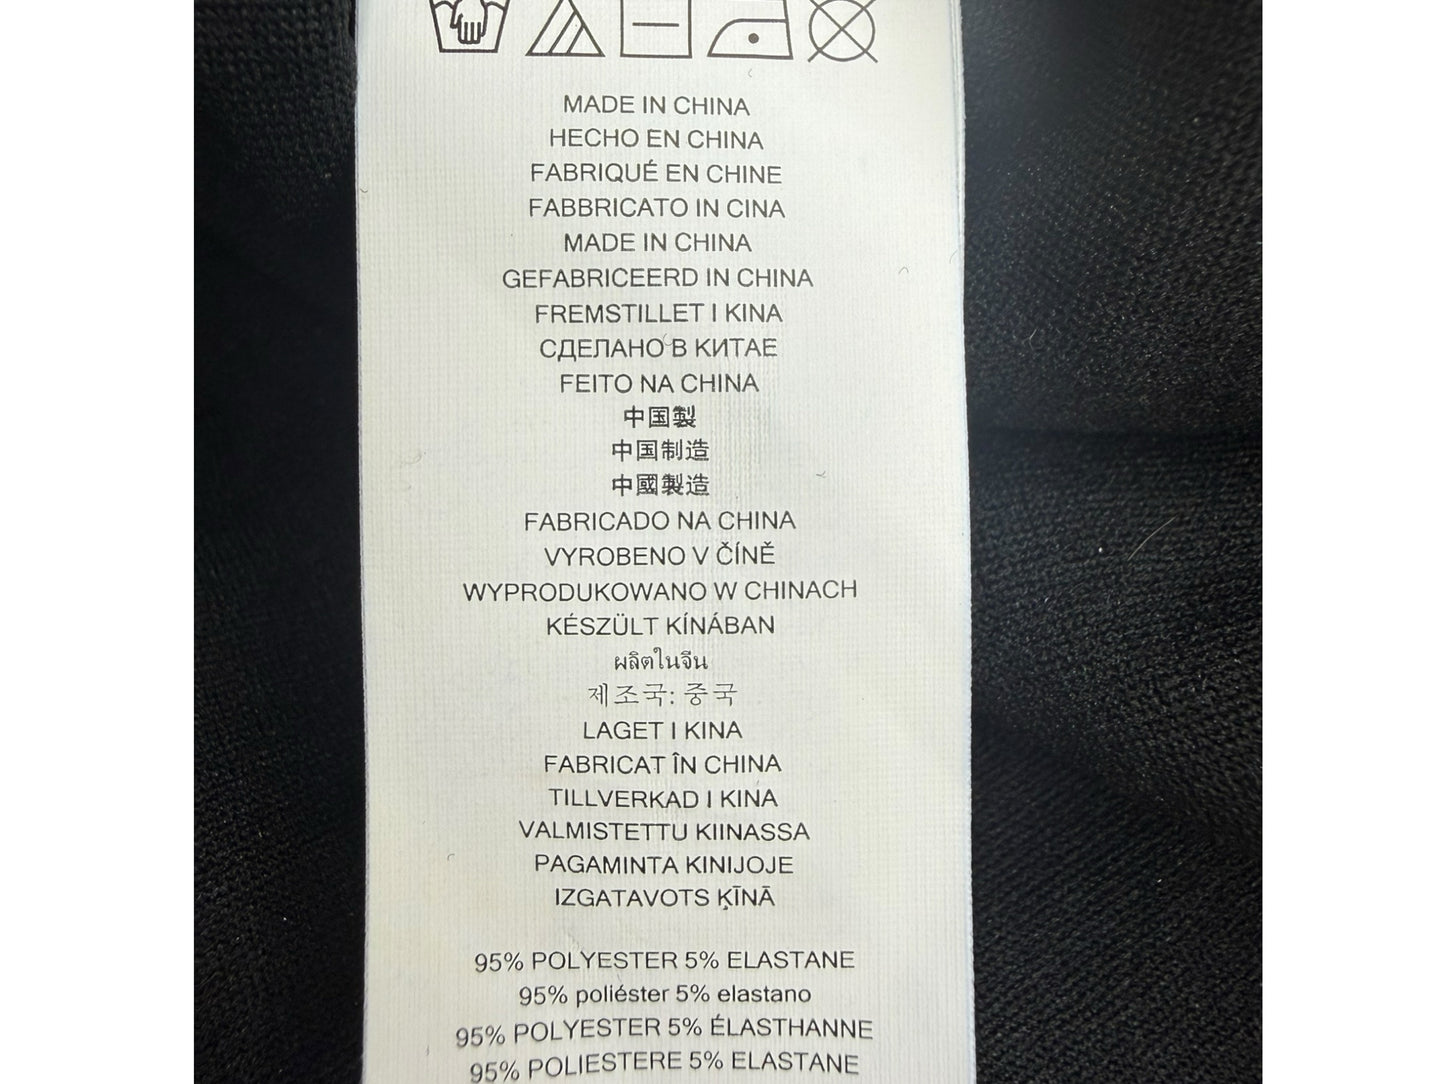 MADE IN CHINA
HECHO EN CHINA
FABRIQUÉ EN CHINE
FABBRICATO IN CINA
MADE IN CHINA
GEFABRICEERD IN CHINA
FREMSTILLET I KINA
СДЕЛАНО В КИТАЕ
FEITO NA CHINA
中国製
中国制造
中國製造
FABRICADO NA CHINA
VYROBENO V ČÍNĚ
WYPRODUKOWANO W CHINACH
KÉSZÜLT KÍNÁBAN
ผลิตในจีน
제조국: 중국
LAGET I KINA
FABRICAT ÎN CHINA
TILLVERKAD I KINA
VALMISTETTU KIINASSA
PAGAMINTA KINIJOJE
IZGATAVOTS ĶĪNĀ
95% POLYESTER 5% ELASTANE
95% poliéster 5% elastano
95% POLYESTER 5% ÉLASTHANNE
95% POLIESTERE 5% ELASTANE